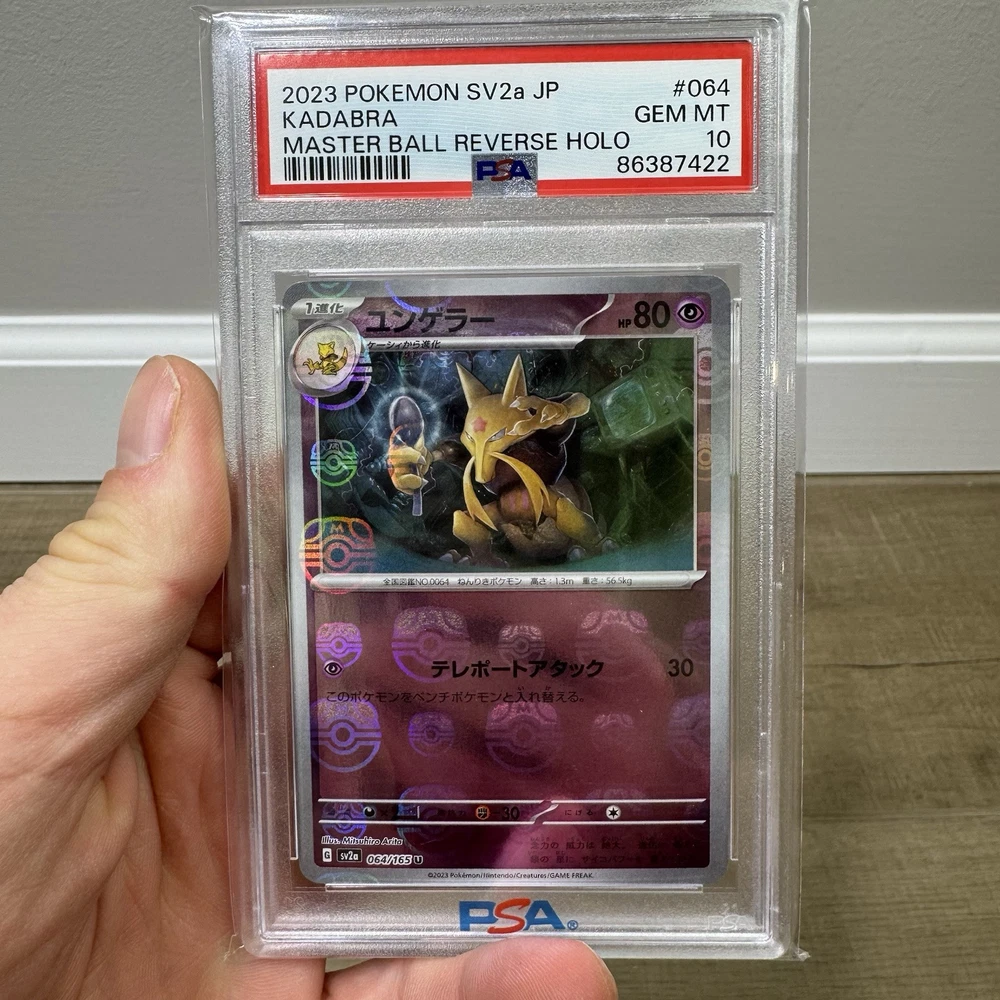 2023 POKEMON SV2a JP #064
KADABRA GEM MT
MASTER BALL REVERSE HOLO 10
PSA 86387422
1進化 ユンゲラー HP80
ケーシィから進化
全国図鑑NO.0064 ねんりきポケモン 高さ:1.3m 重さ:56.5kg
テレポートアタック 30
このポケモンをベンチポケモンと入れ替える。
-30 にげる
Illus. Mitsuhiro Arita
G sv2a 064/165 U
©2023 Pokémon/Nintendo/Creatures/GAME FREAK.
PSA®